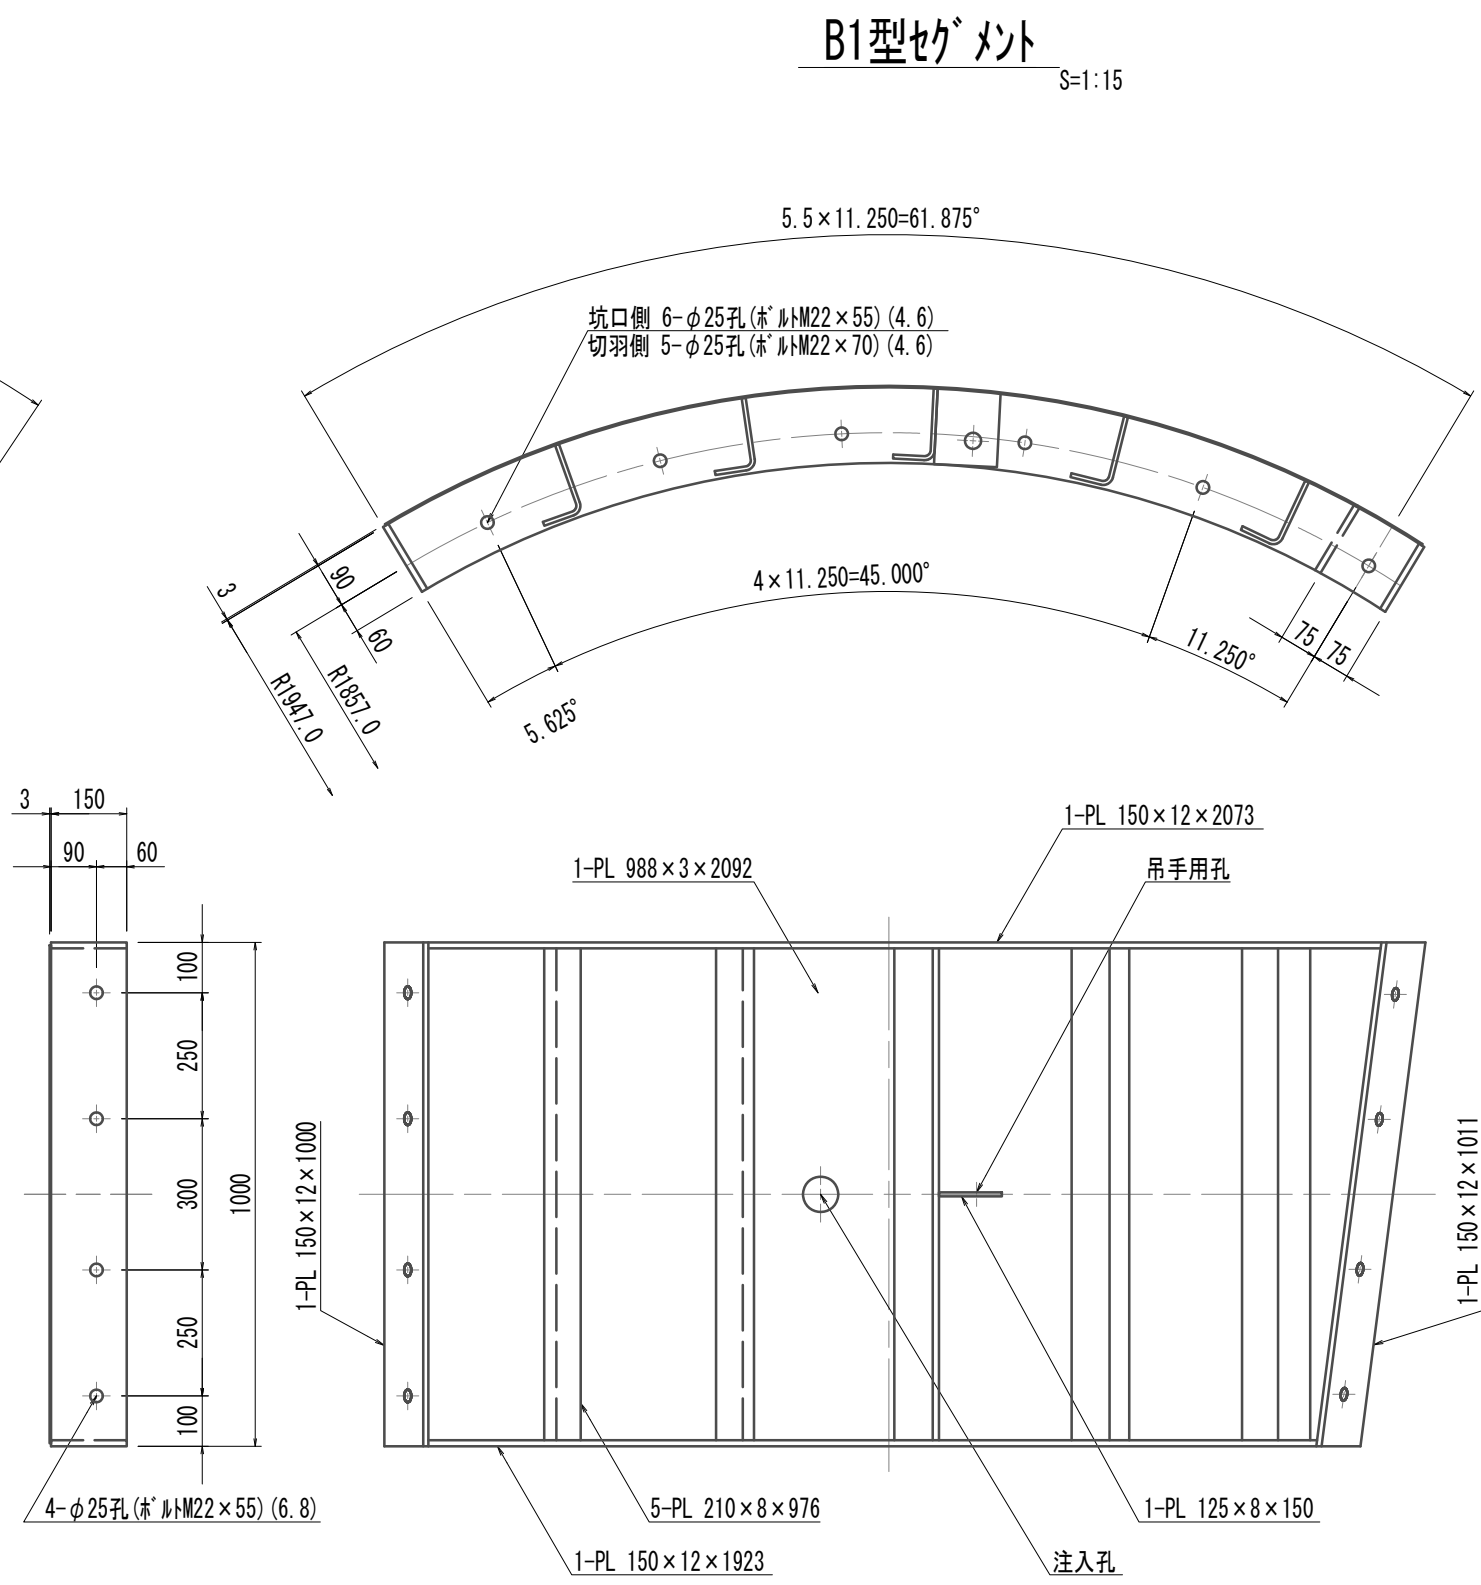 B1型セグメント
S=1:15
5.5×11.250=61.875°
坑口側 6-φ25孔(ボルトM22×55)(4.6)
切羽側 5-φ25孔(ボルトM22×70)(4.6)
4×11.250=45.000°
3
90
60
R1857.0
R1947.0
5.625°
11.250°
75
75
3
150
90
60
1-PL 150×12×2073
1-PL 988×3×2092
吊手用孔
100
250
300
250
100
1000
1-PL 150×12×1000
1-PL 150×12×1011
4-φ25孔(ボルトM22×55)(6.8)
5-PL 210×8×976
1-PL 125×8×150
1-PL 150×12×1923
注入孔